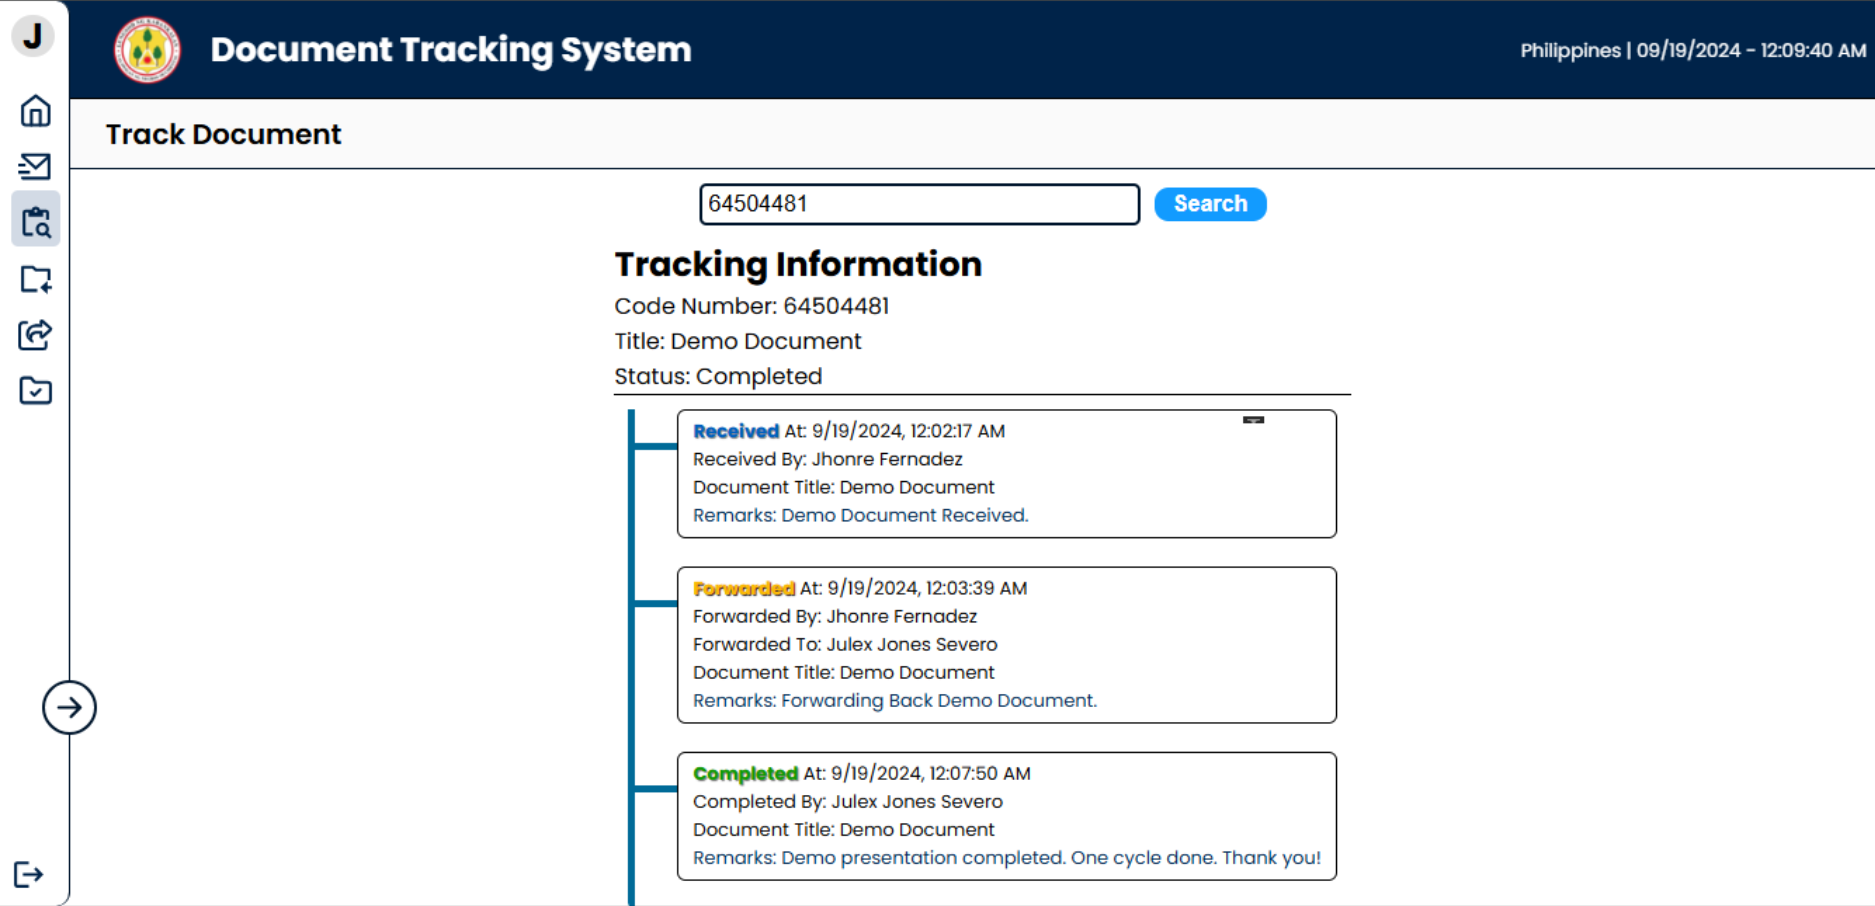 J
Document Tracking System
Philippines | 09/19/2024 - 12:09:40 AM
Track Document
64504481
Search
Tracking Information
Code Number: 64504481
Title: Demo Document
Status: Completed
Received At: 9/19/2024, 12:02:17 AM
Received By: Jhonre Fernadez
Document Title: Demo Document
Remarks: Demo Document Received.
Forwarded At: 9/19/2024, 12:03:39 AM
Forwarded By: Jhonre Fernadez
Forwarded To: Julex Jones Severo
Document Title: Demo Document
Remarks: Forwarding Back Demo Document.
Completed At: 9/19/2024, 12:07:50 AM
Completed By: Julex Jones Severo
Document Title: Demo Document
Remarks: Demo presentation completed. One cycle done. Thank you!